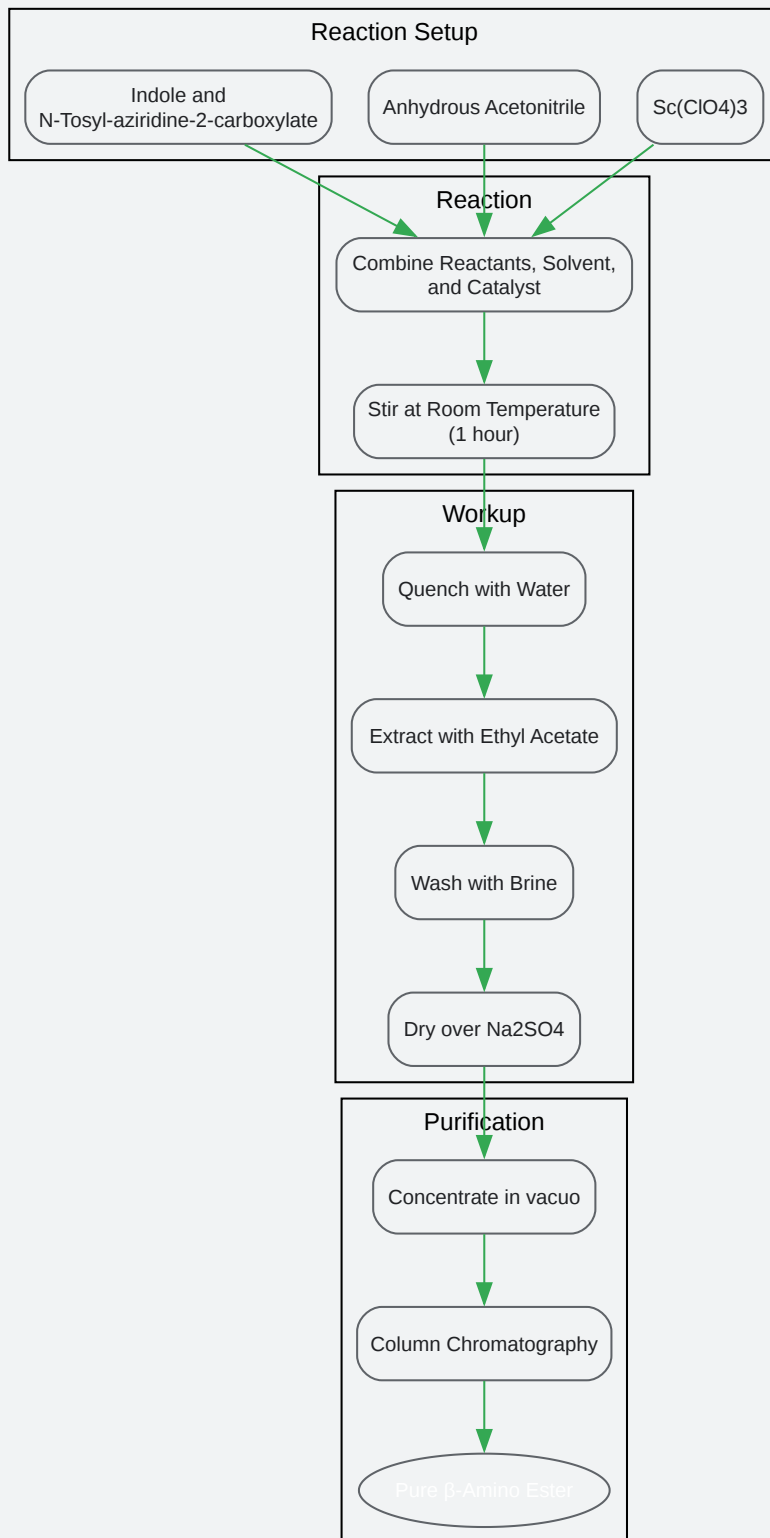 Reaction Setup
Indole and
N-Tosyl-aziridine-2-carboxylate
Anhydrous Acetonitrile
Sc(ClO4)3
Reaction
Combine Reactants, Solvent,
and Catalyst
Stir at Room Temperature
(1 hour)
Workup
Quench with Water
Extract with Ethyl Acetate
Wash with Brine
Dry over Na2SO4
Purification
Concentrate in vacuo
Column Chromatography
Pure β-Amino Ester